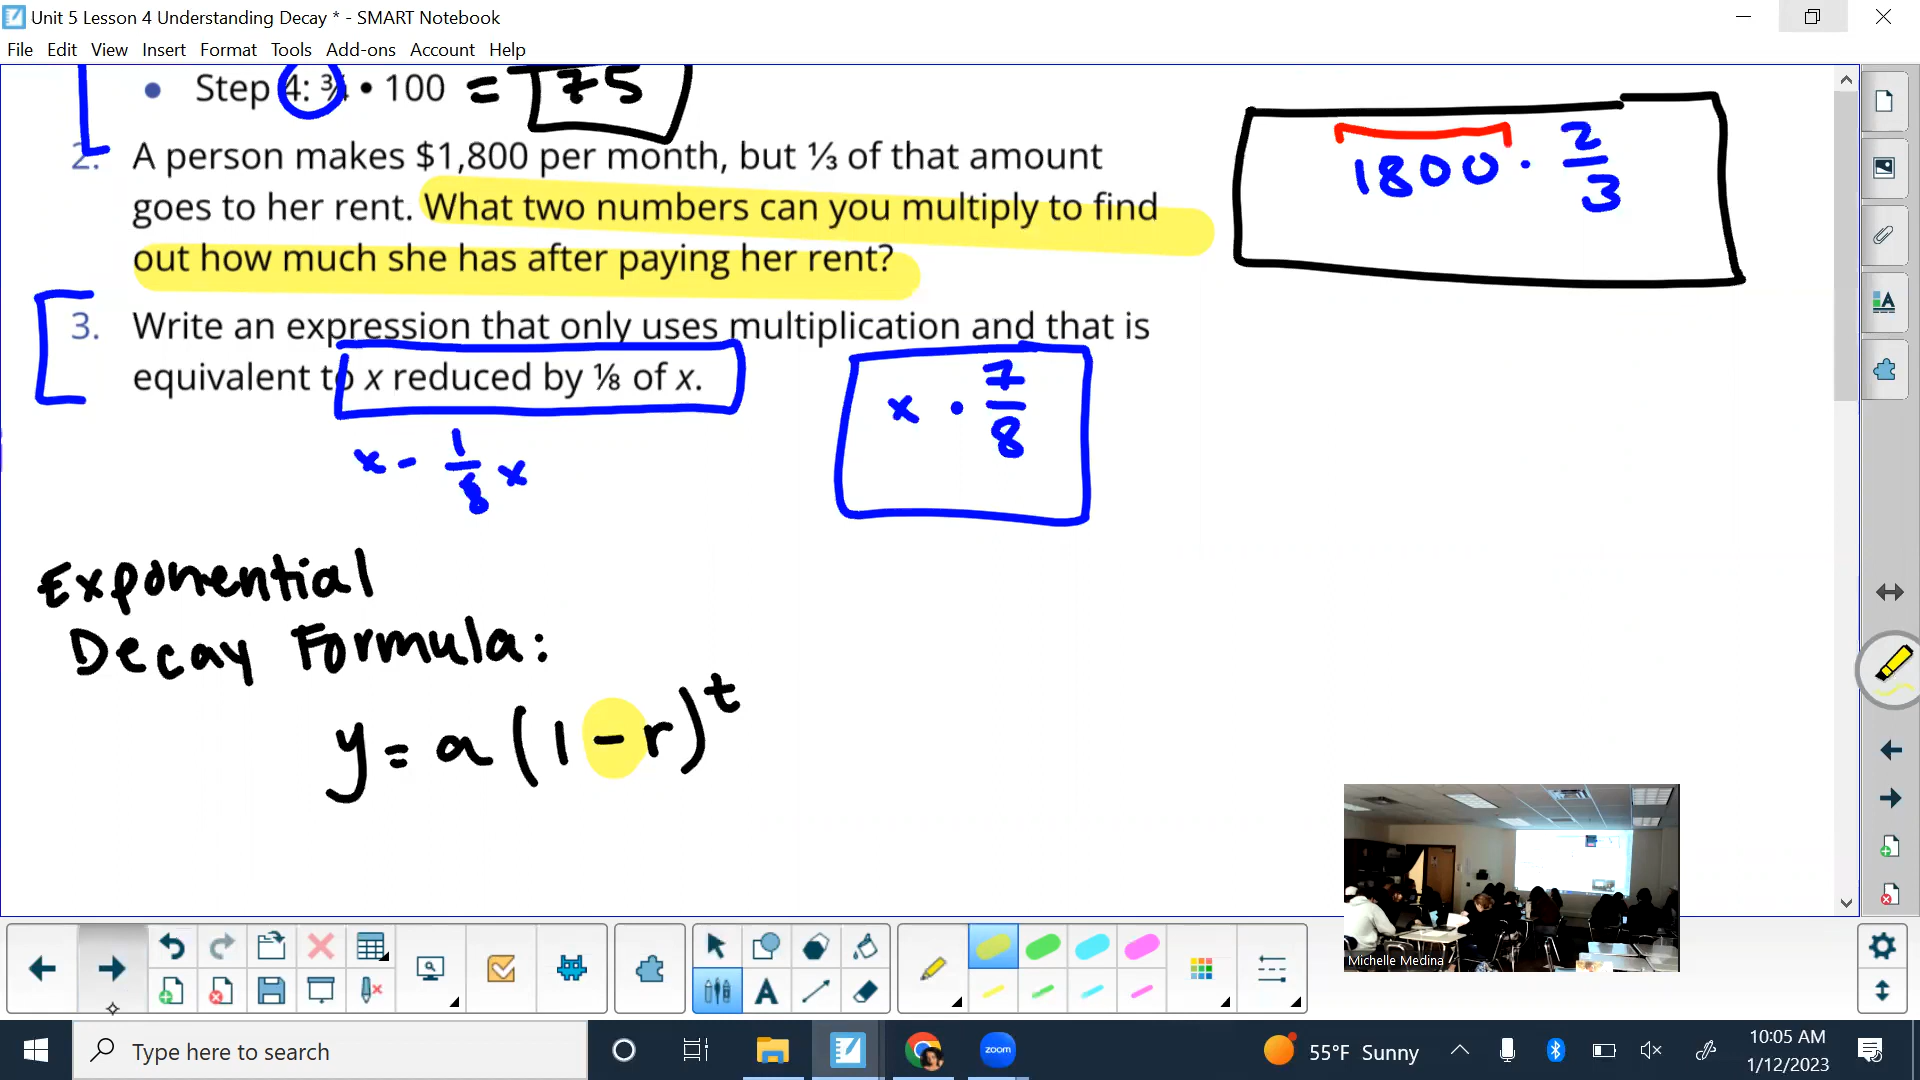 Unit 5 Lesson 4 Understanding Decay * - SMART Notebook
File Edit View Insert Format Tools Add-ons Account Help
• Step 4: ¾ • 100 = 75
2. A person makes $1,800 per month, but ⅓ of that amount
goes to her rent. What two numbers can you multiply to find
out how much she has after paying her rent?
1800 · 2/3
3. Write an expression that only uses multiplication and that is
equivalent to x reduced by ⅛ of x.
x - 1/8 x
x · 7/8
Exponential
Decay Formula:
y = a (1 - r)^t
Michelle Medina
Type here to search
zoom
55°F Sunny
10:05 AM
1/12/2023